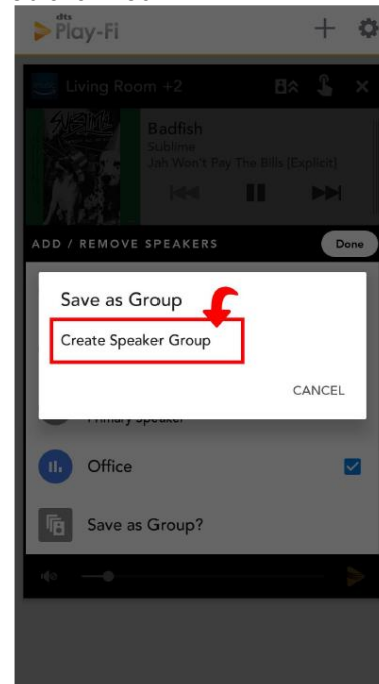 dts
Play-Fi
Living Room +2
Badfish
Sublime
Jah Won't Pay The Bills [Explicit]
ADD / REMOVE SPEAKERS
Done
Save as Group
Create Speaker Group
CANCEL
Primary Speaker
Office
Save as Group?